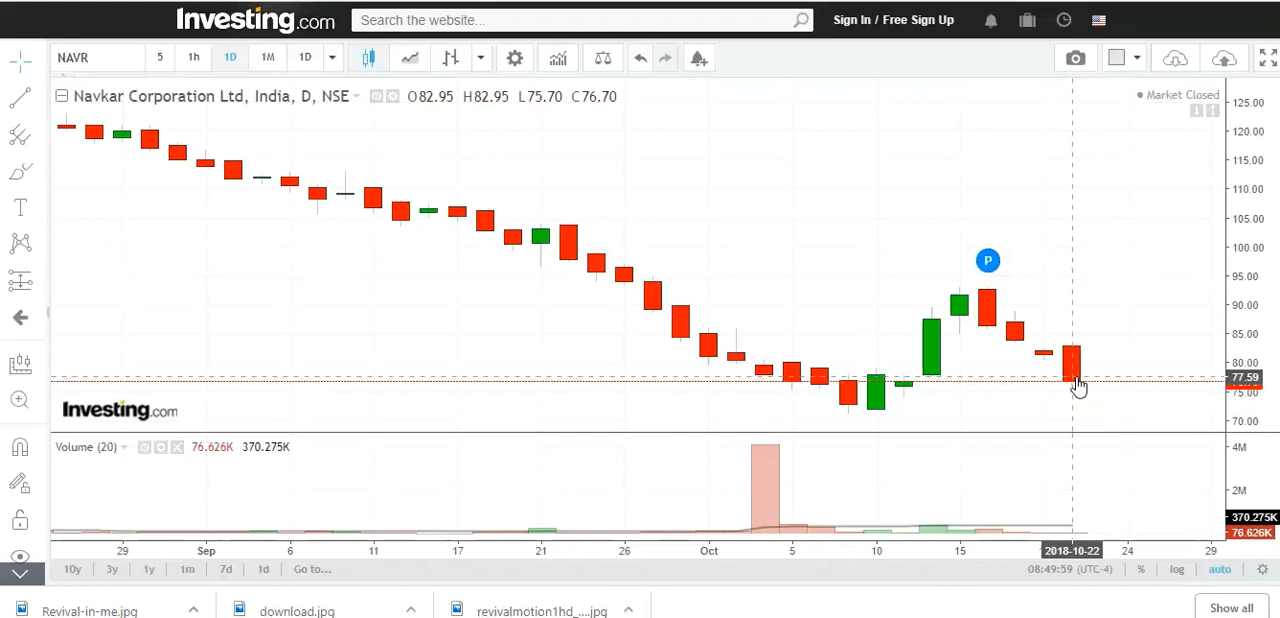 Investing.com
Search the website...
Sign In / Free Sign Up
NAVR 5 1h 1D 1M 1D
Navkar Corporation Ltd, India, D, NSE O82.95 H82.95 L75.70 C76.70
Market Closed
125.00
120.00
115.00
110.00
105.00
100.00
95.00
90.00
85.00
80.00
77.59
75.00
70.00
P
Investing.com
Volume (20) 76.626K 370.275K
4M
2M
370.275K
76.626K
29 Sep 6 11 17 21 26 Oct 5 10 15 2018-10-22 24 29
10y 3y 1y 1m 7d 1d Go to... 08:49:59 (UTC-4) % log auto
Revival-in-me.jpg download.jpg revivalmotion1hd_....jpg Show all